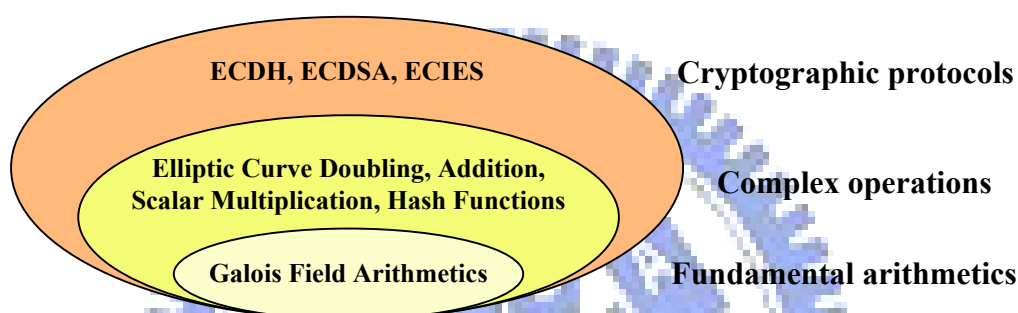 ECDH, ECDSA, ECIES
Cryptographic protocols
Elliptic Curve Doubling, Addition,
Scalar Multiplication, Hash Functions
Complex operations
Galois Field Arithmetics
Fundamental arithmetics